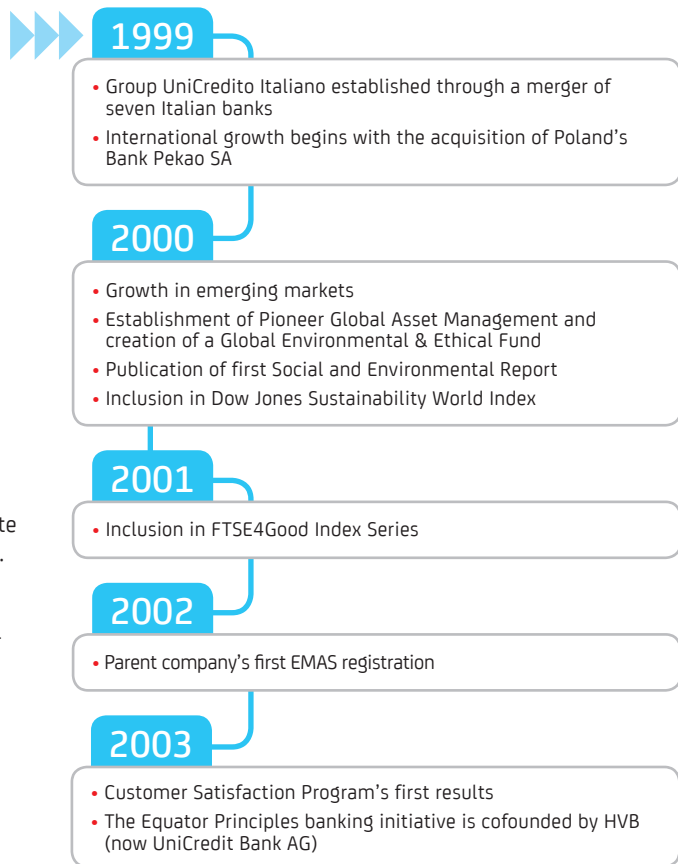 1999
• Group UniCredito Italiano established through a merger of
seven Italian banks
• International growth begins with the acquisition of Poland's
Bank Pekao SA
2000
• Growth in emerging markets
• Establishment of Pioneer Global Asset Management and
creation of a Global Environmental & Ethical Fund
• Publication of first Social and Environmental Report
• Inclusion in Dow Jones Sustainability World Index
2001
te
• Inclusion in FTSE4Good Index Series
.
2002
• Parent company's first EMAS registration
2003
• Customer Satisfaction Program's first results
• The Equator Principles banking initiative is cofounded by HVB
(now UniCredit Bank AG)